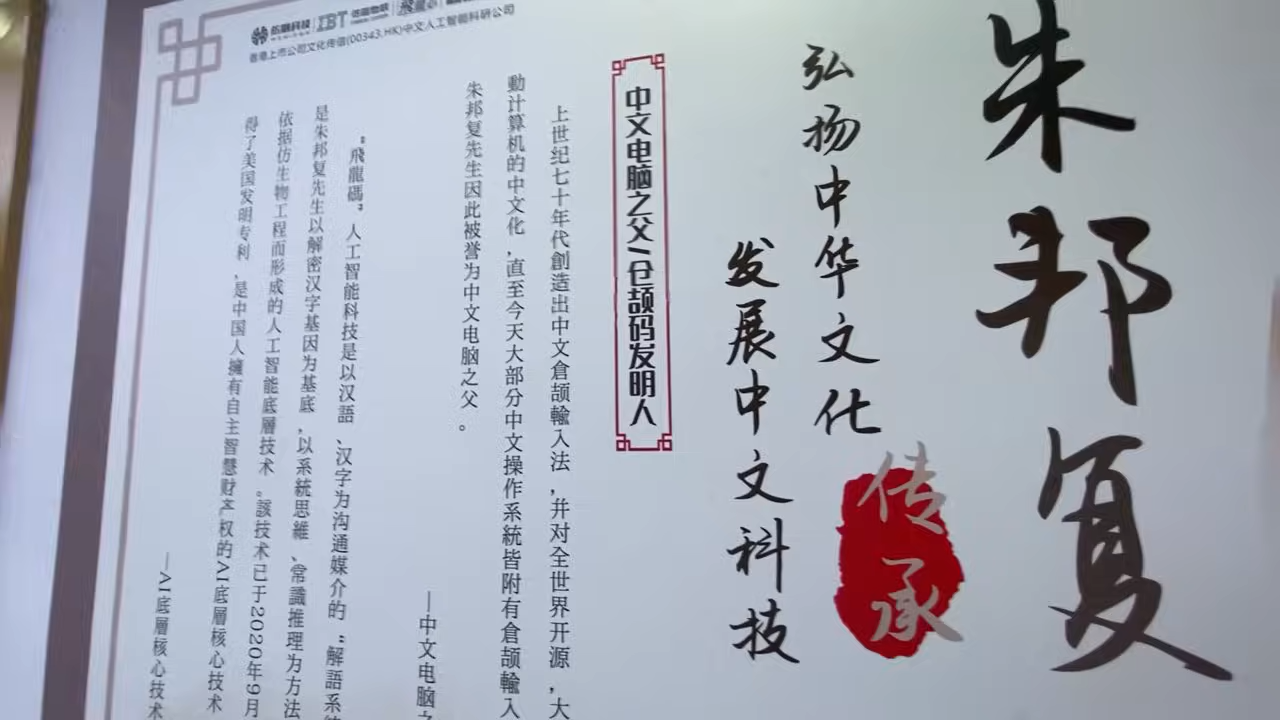 朱邦复
弘扬中华文化
发展中文科技
传承
中文电脑之父/仓颉码发明人
上世纪七十年代創造出中文倉颉輸入法，并对全世界开源，大
動计算机的中文化，直至今天大部分中文操作系統皆附有倉颉輸入
朱邦复先生因此被誉为中文电脑之父。
—中文电脑之
"飛龍碼"人工智能科技是以汉語、汉字为沟通媒介的"解語系
是朱邦复先生以解密汉字基因为基底，以系統思維、常識推理为方法
依据仿生物工程而形成的人工智能底層技术。該技术已于2020年9月
得了美国发明专利，是中国人擁有自主智慧财产权的AI底層核心技术
—AI底層核心技术
IBT
香港上市公司文化传信(00343.HK)中文人工智能科研公司